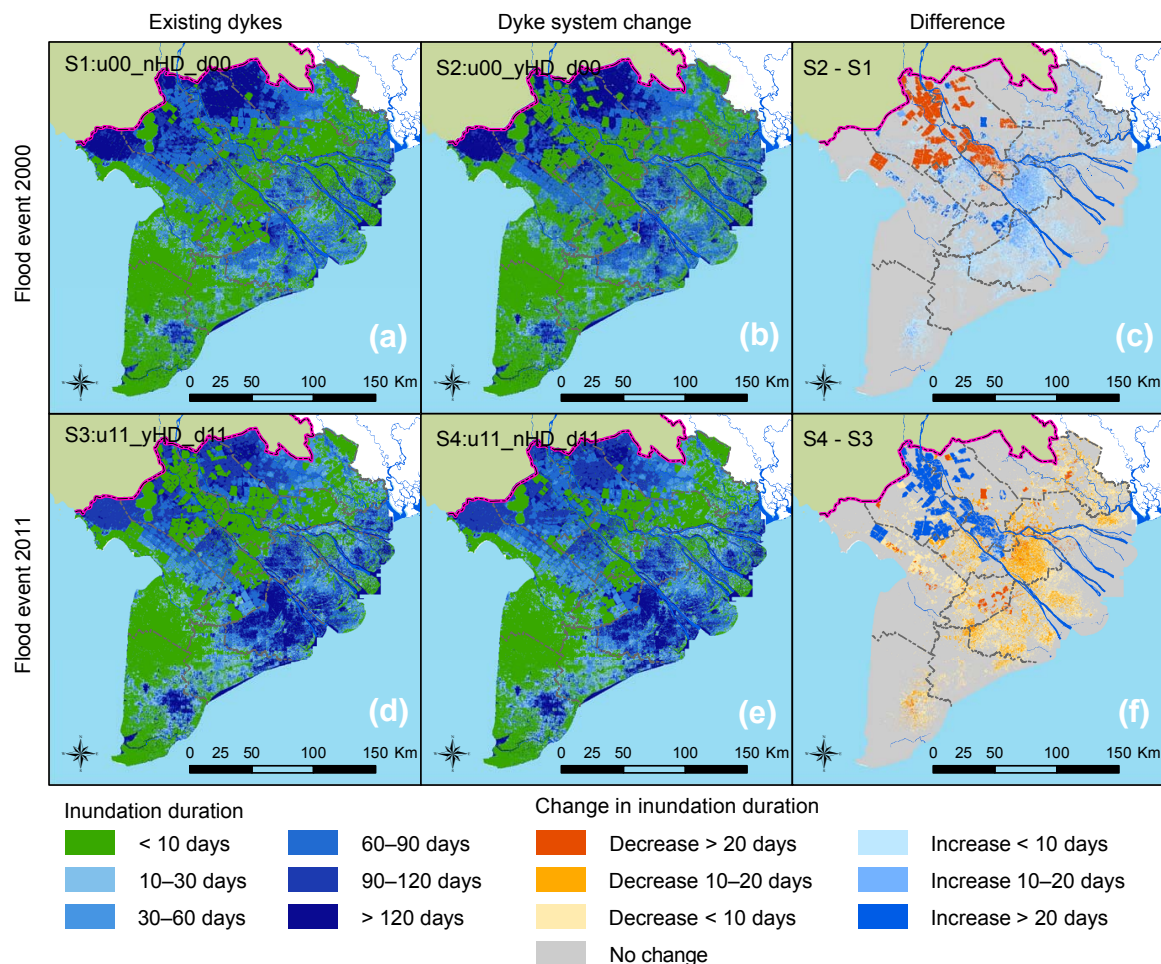 Existing dykes
Dyke system change
Difference
Flood event 2000
S1:u00_nHD_d00
(a)
0 25 50 100 150 Km
S2:u00_yHD_d00
(b)
0 25 50 100 150 Km
S2 - S1
(c)
0 25 50 100 150 Km
Flood event 2011
S3:u11_yHD_d11
(d)
0 25 50 100 150 Km
S4:u11_nHD_d11
(e)
0 25 50 100 150 Km
S4 - S3
(f)
0 25 50 100 150 Km
Inundation duration
< 10 days
10–30 days
30–60 days
60–90 days
90–120 days
> 120 days
Change in inundation duration
Decrease > 20 days
Decrease 10–20 days
Decrease < 10 days
No change
Increase < 10 days
Increase 10–20 days
Increase > 20 days